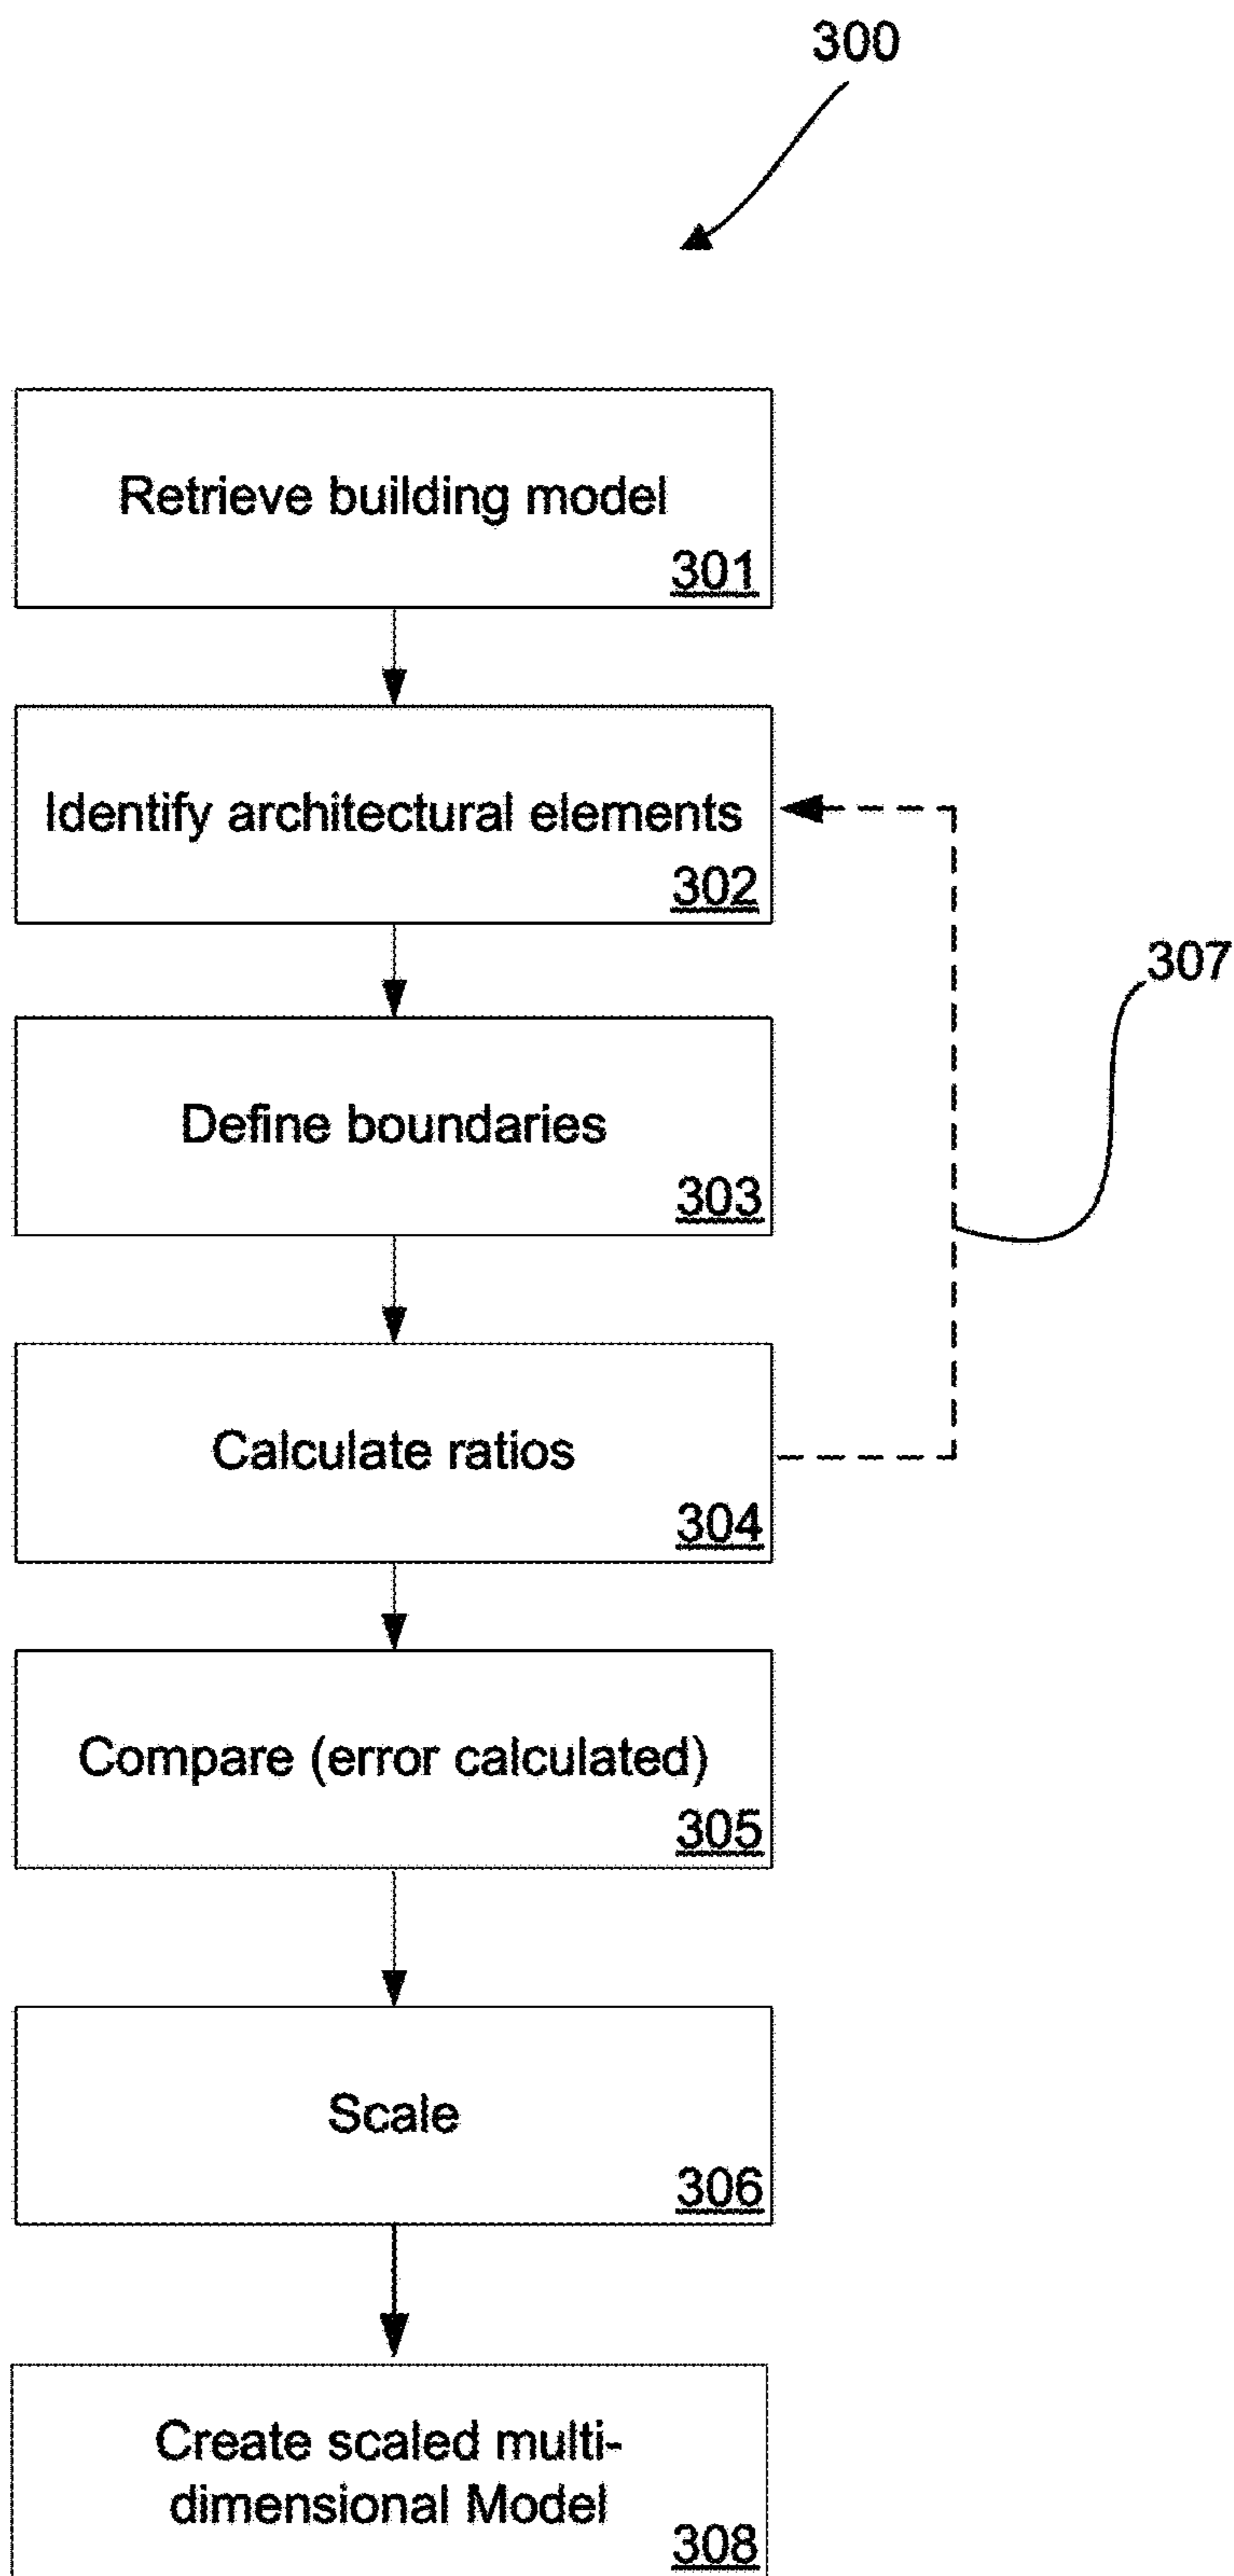 300
Retrieve building model
301
Identify architectural elements
302
307
Define boundaries
303
Calculate ratios
304
Compare (error calculated)
305
Scale
306
Create scaled multi-
dimensional Model
308